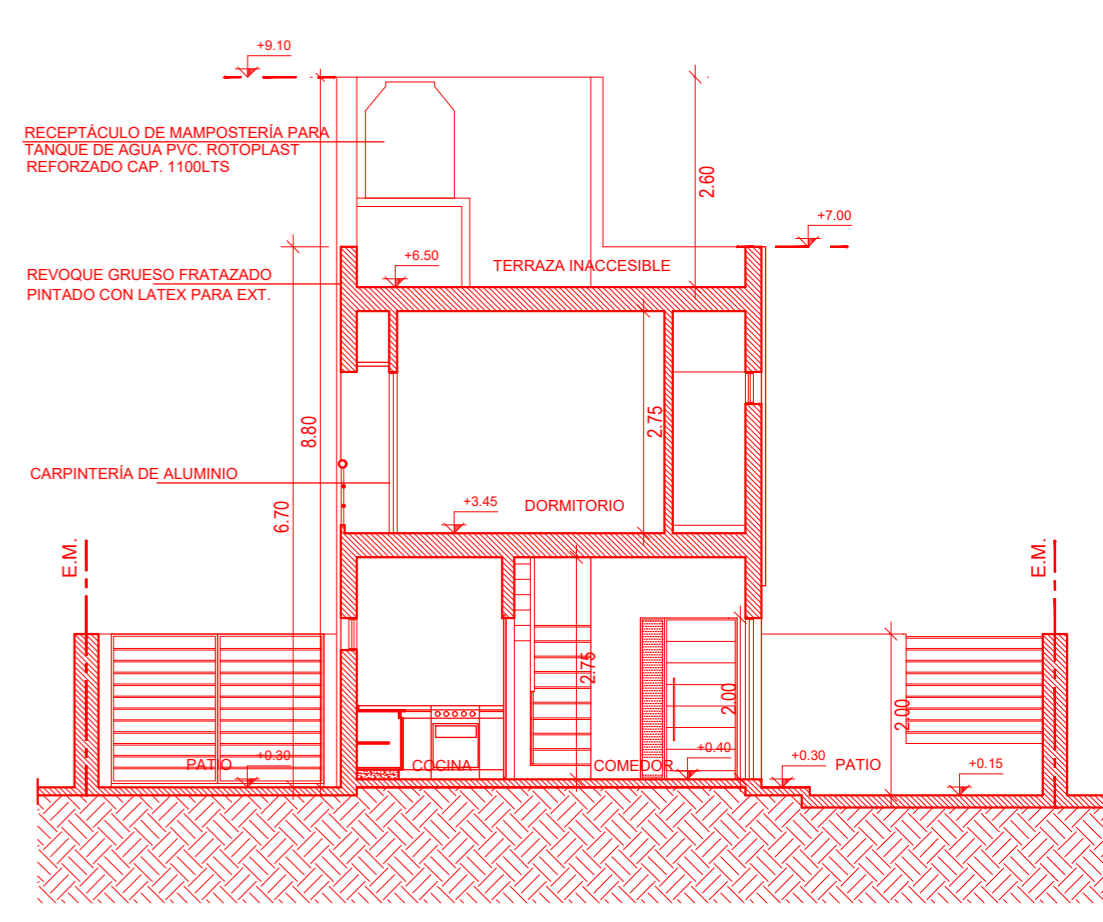 +9.10
RECEPTÁCULO DE MAMPOSTERÍA PARA
TANQUE DE AGUA PVC. ROTOPLAST
REFORZADO CAP. 1100LTS
2.60
+7.00
+6.50
TERRAZA INACCESIBLE
REVOQUE GRUESO FRATAZADO
PINTADO CON LATEX PARA EXT.
8.80
2.75
CARPINTERÍA DE ALUMINIO
6.70
+3.45
DORMITORIO
E.M.
E.M.
2.75
2.00
2.00
PATIO
+0.30
COCINA
COMEDOR
+0.40
+0.30
PATIO
+0.15